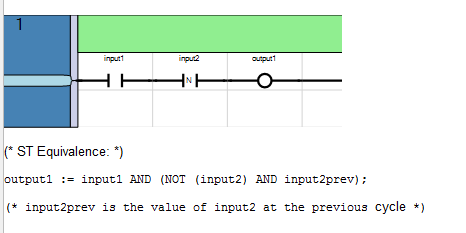 1
input1 input2 output1
N
(* ST Equivalence: *)
output1 := input1 AND (NOT (input2) AND input2prev);
(* input2prev is the value of input2 at the previous cycle *)